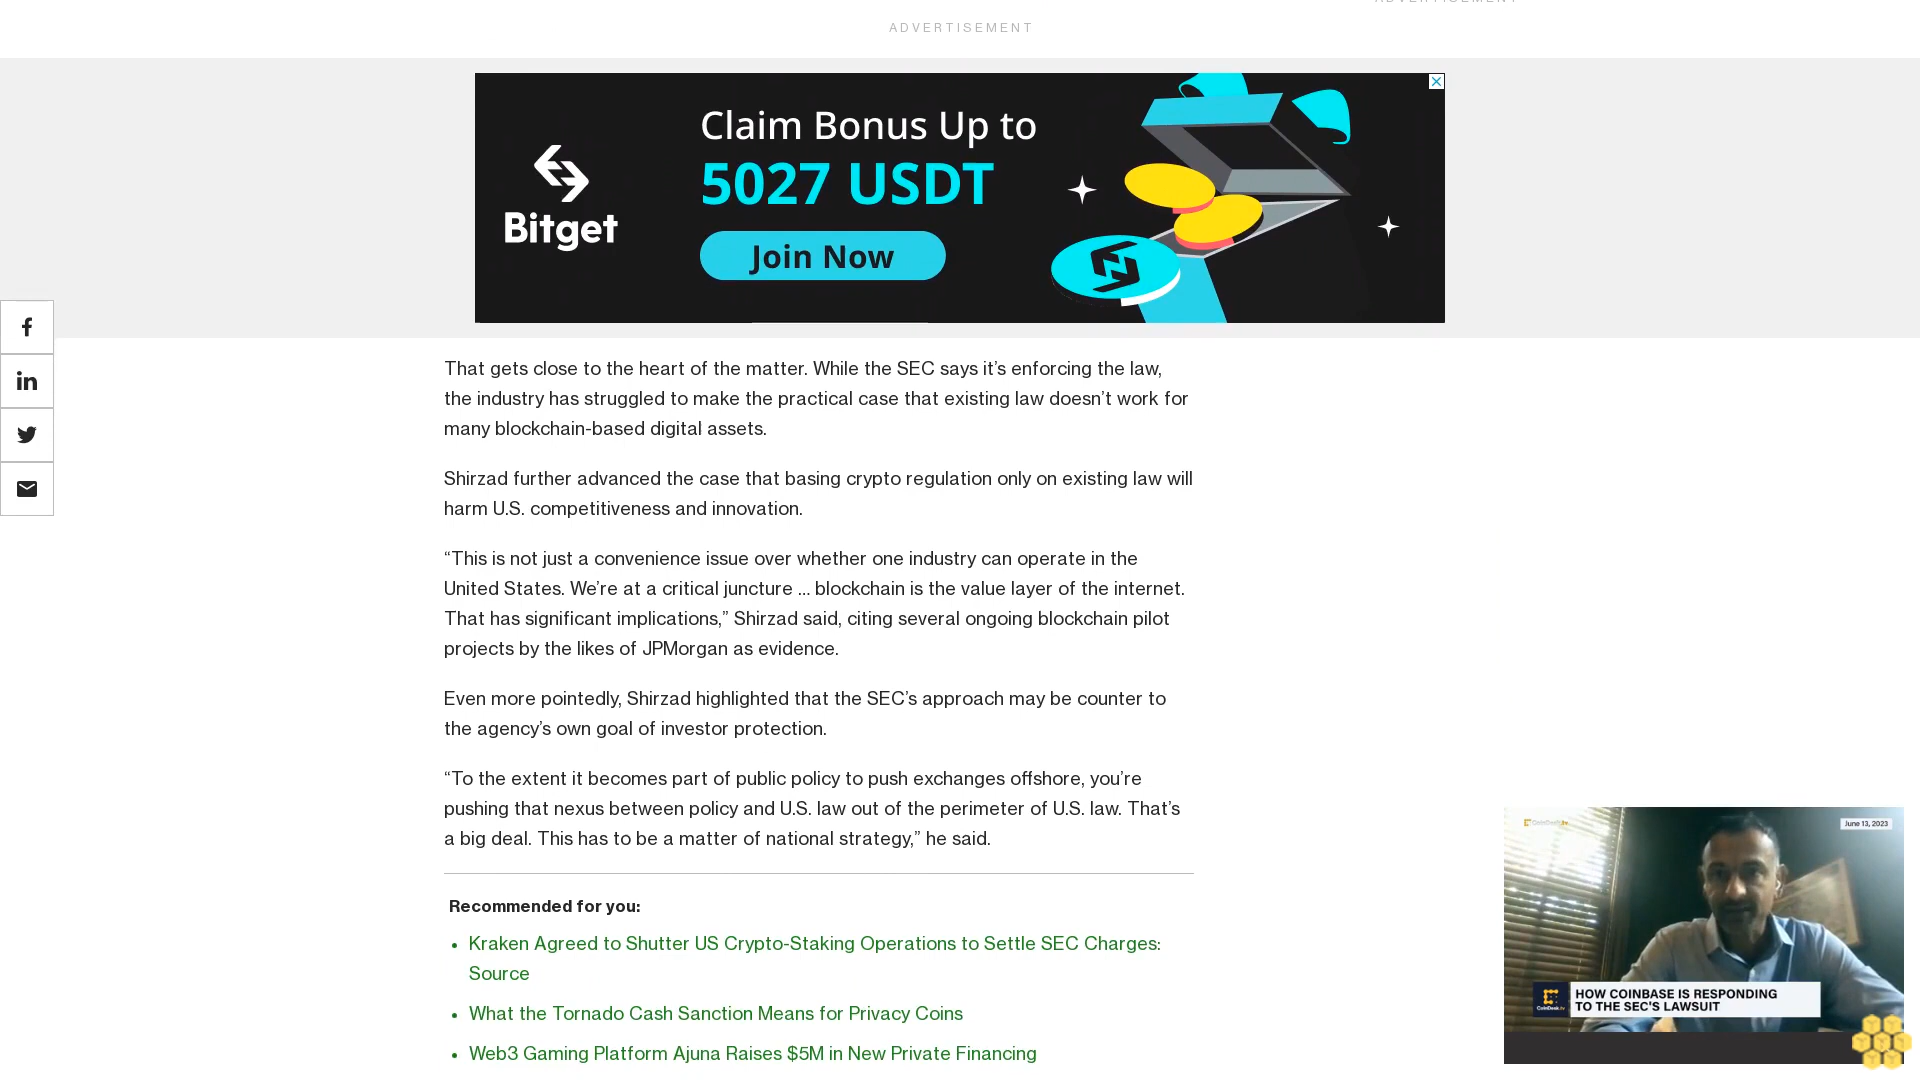 ADVERTISEMENT
Claim Bonus Up to
5027 USDT
Bitget
Join Now
That gets close to the heart of the matter. While the SEC says it’s enforcing the law,
the industry has struggled to make the practical case that existing law doesn’t work for
many blockchain-based digital assets.
Shirzad further advanced the case that basing crypto regulation only on existing law will
harm U.S. competitiveness and innovation.
“This is not just a convenience issue over whether one industry can operate in the
United States. We’re at a critical juncture … blockchain is the value layer of the internet.
That has significant implications,” Shirzad said, citing several ongoing blockchain pilot
projects by the likes of JPMorgan as evidence.
Even more pointedly, Shirzad highlighted that the SEC’s approach may be counter to
the agency’s own goal of investor protection.
“To the extent it becomes part of public policy to push exchanges offshore, you’re
pushing that nexus between policy and U.S. law out of the perimeter of U.S. law. That’s
a big deal. This has to be a matter of national strategy,” he said.
Recommended for you:
• Kraken Agreed to Shutter US Crypto-Staking Operations to Settle SEC Charges:
Source
• What the Tornado Cash Sanction Means for Privacy Coins
• Web3 Gaming Platform Ajuna Raises $5M in New Private Financing
CoinDesk.tv
June 13, 2023
HOW COINBASE IS RESPONDING
TO THE SEC'S LAWSUIT
CoinDesk.tv